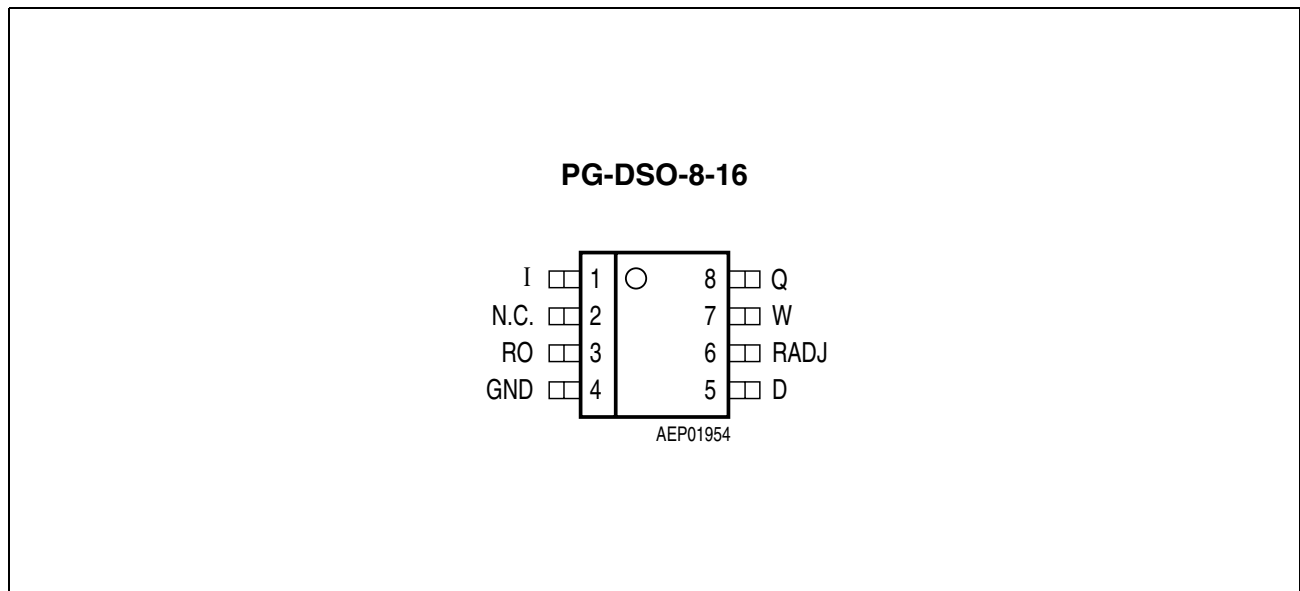 PG-DSO-8-16
I 1 8 Q
N.C. 2 7 W
RO 3 6 RADJ
GND 4 5 D
AEP01954